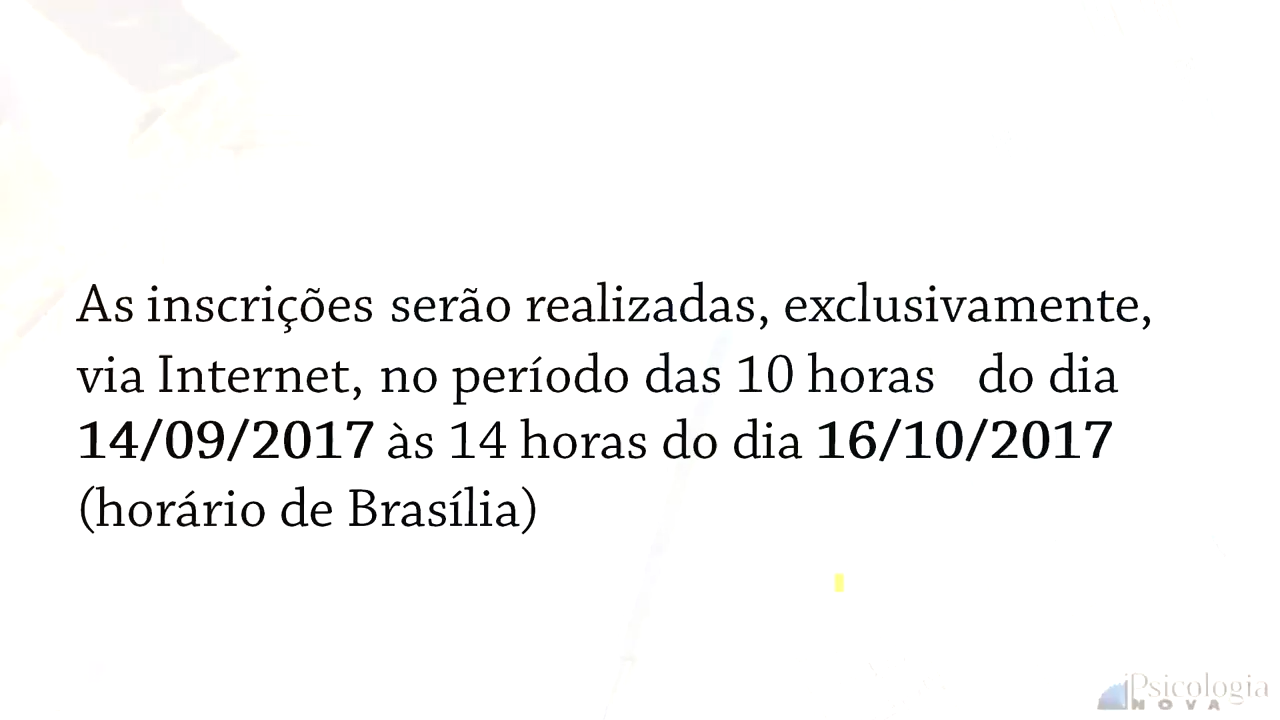 As inscrições serão realizadas, exclusivamente,
via Internet, no período das 10 horas do dia
14/09/2017 às 14 horas do dia 16/10/2017
(horário de Brasília)
Psicologia
NOVA